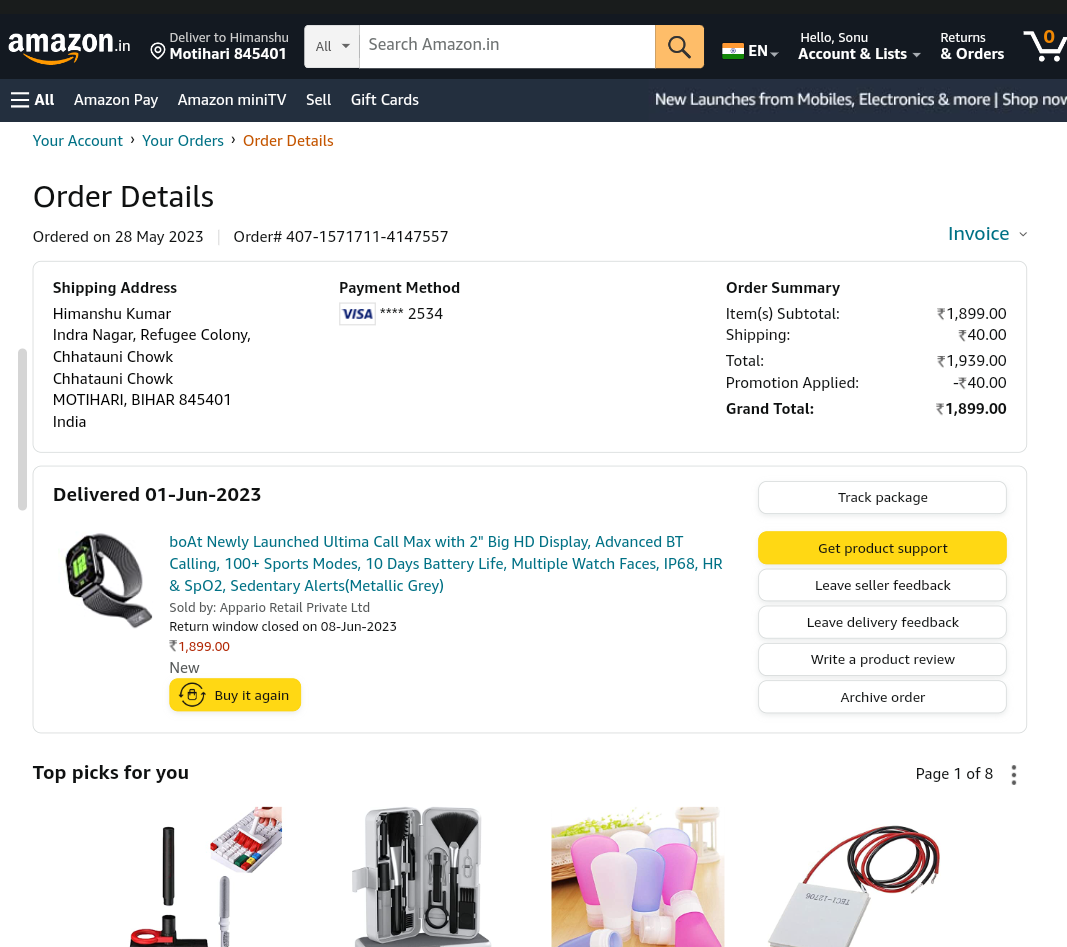 amazon.in
Deliver to Himanshu
Motihari 845401
All
Search Amazon.in
EN
Hello, Sonu
Account & Lists
Returns
& Orders
0
All
Amazon Pay
Amazon miniTV
Sell
Gift Cards
New Launches from Mobiles, Electronics & more | Shop now
Your Account › Your Orders › Order Details
Order Details
Ordered on 28 May 2023 | Order# 407-1571711-4147557
Invoice
Shipping Address
Himanshu Kumar
Indra Nagar, Refugee Colony,
Chhatauni Chowk
Chhatauni Chowk
MOTIHARI, BIHAR 845401
India
Payment Method
VISA **** 2534
Order Summary
Item(s) Subtotal: ₹1,899.00
Shipping: ₹40.00
Total: ₹1,939.00
Promotion Applied: -₹40.00
Grand Total: ₹1,899.00
Delivered 01-Jun-2023
boAt Newly Launched Ultima Call Max with 2" Big HD Display, Advanced BT
Calling, 100+ Sports Modes, 10 Days Battery Life, Multiple Watch Faces, IP68, HR
& SpO2, Sedentary Alerts(Metallic Grey)
Sold by: Appario Retail Private Ltd
Return window closed on 08-Jun-2023
₹1,899.00
New
Buy it again
Track package
Get product support
Leave seller feedback
Leave delivery feedback
Write a product review
Archive order
Top picks for you
Page 1 of 8
TEC1-12706